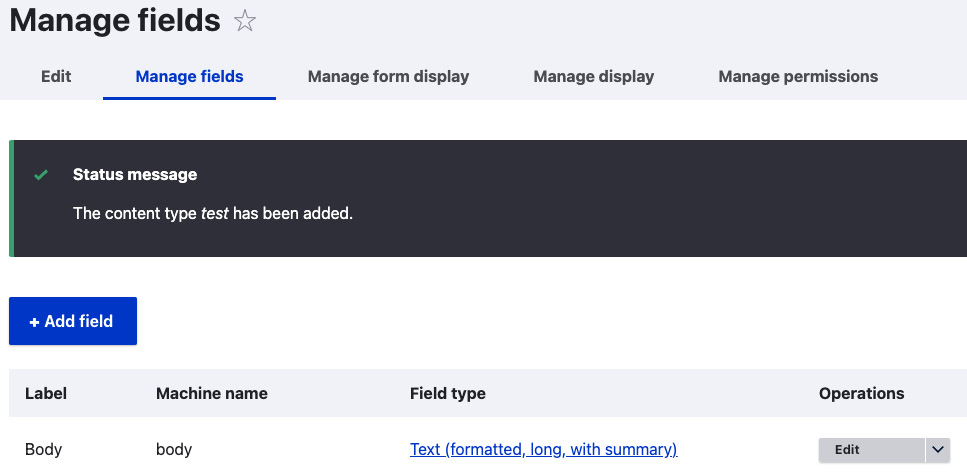 Manage fields
Edit Manage fields Manage form display Manage display Manage permissions
Status message
The content type test has been added.
+ Add field
Label Machine name Field type Operations
Body body Text (formatted, long, with summary) Edit